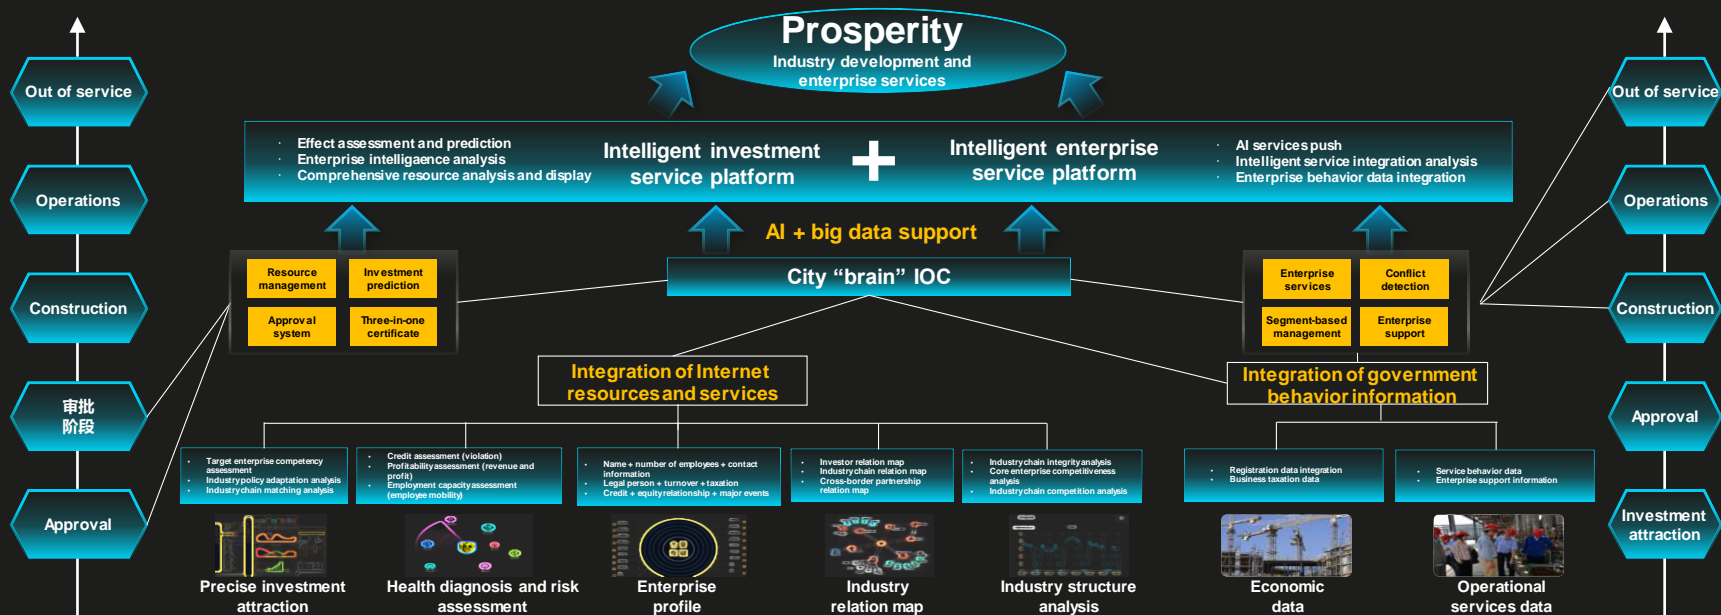 Prosperity
Industry development and
enterprise services
Out of service
Operations
Construction
审批
阶段
Approval
· Effect assessment and prediction
· Enterprise intelligaence analysis
· Comprehensive resource analysis and display
Intelligent investment
service platform
+
Intelligent enterprise
service platform
· AI services push
· Intelligent service integration analysis
· Enterprise behavior data integration
AI + big data support
City “brain” IOC
Resource
management
Investment
prediction
Approval
system
Three-in-one
certificate
Enterprise
services
Conflict
detection
Segment-based
management
Enterprise
support
Integration of Internet
resources and services
Integration of government
behavior information
• Target enterprise competency
assessment
• Industry policy adaptation analysis
• Industry chain matching analysis
• Credit assessment (violation)
• Profitability assessment (revenue and
profit)
• Employment capacity assessment
(employee mobility)
• Name + number of employees + contact
information
• Legal person + turnover + taxation
• Credit + equity relationship + major events
• Investor relation map
• Industry chain relation map
• Cross-border partnership
relation map
• Industry chain integrity analysis
• Core enterprise competitiveness
analysis
• Industry chain competition analysis
• Registration data integration
• Business taxation data
• Service behavior data
• Enterprise support information
Precise investment
attraction
Health diagnosis and risk
assessment
Enterprise
profile
Industry
relation map
Industry structure
analysis
Economic
data
Operational
services data
Out of service
Operations
Construction
Approval
Investment
attraction